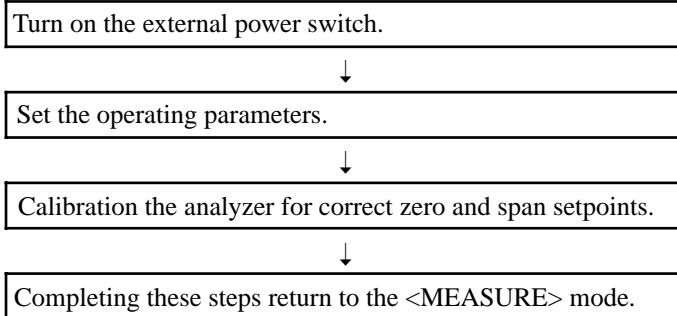 Turn on the external power switch.
↓
Set the operating parameters.
↓
Calibration the analyzer for correct zero and span setpoints.
↓
Completing these steps return to the <MEASURE> mode.